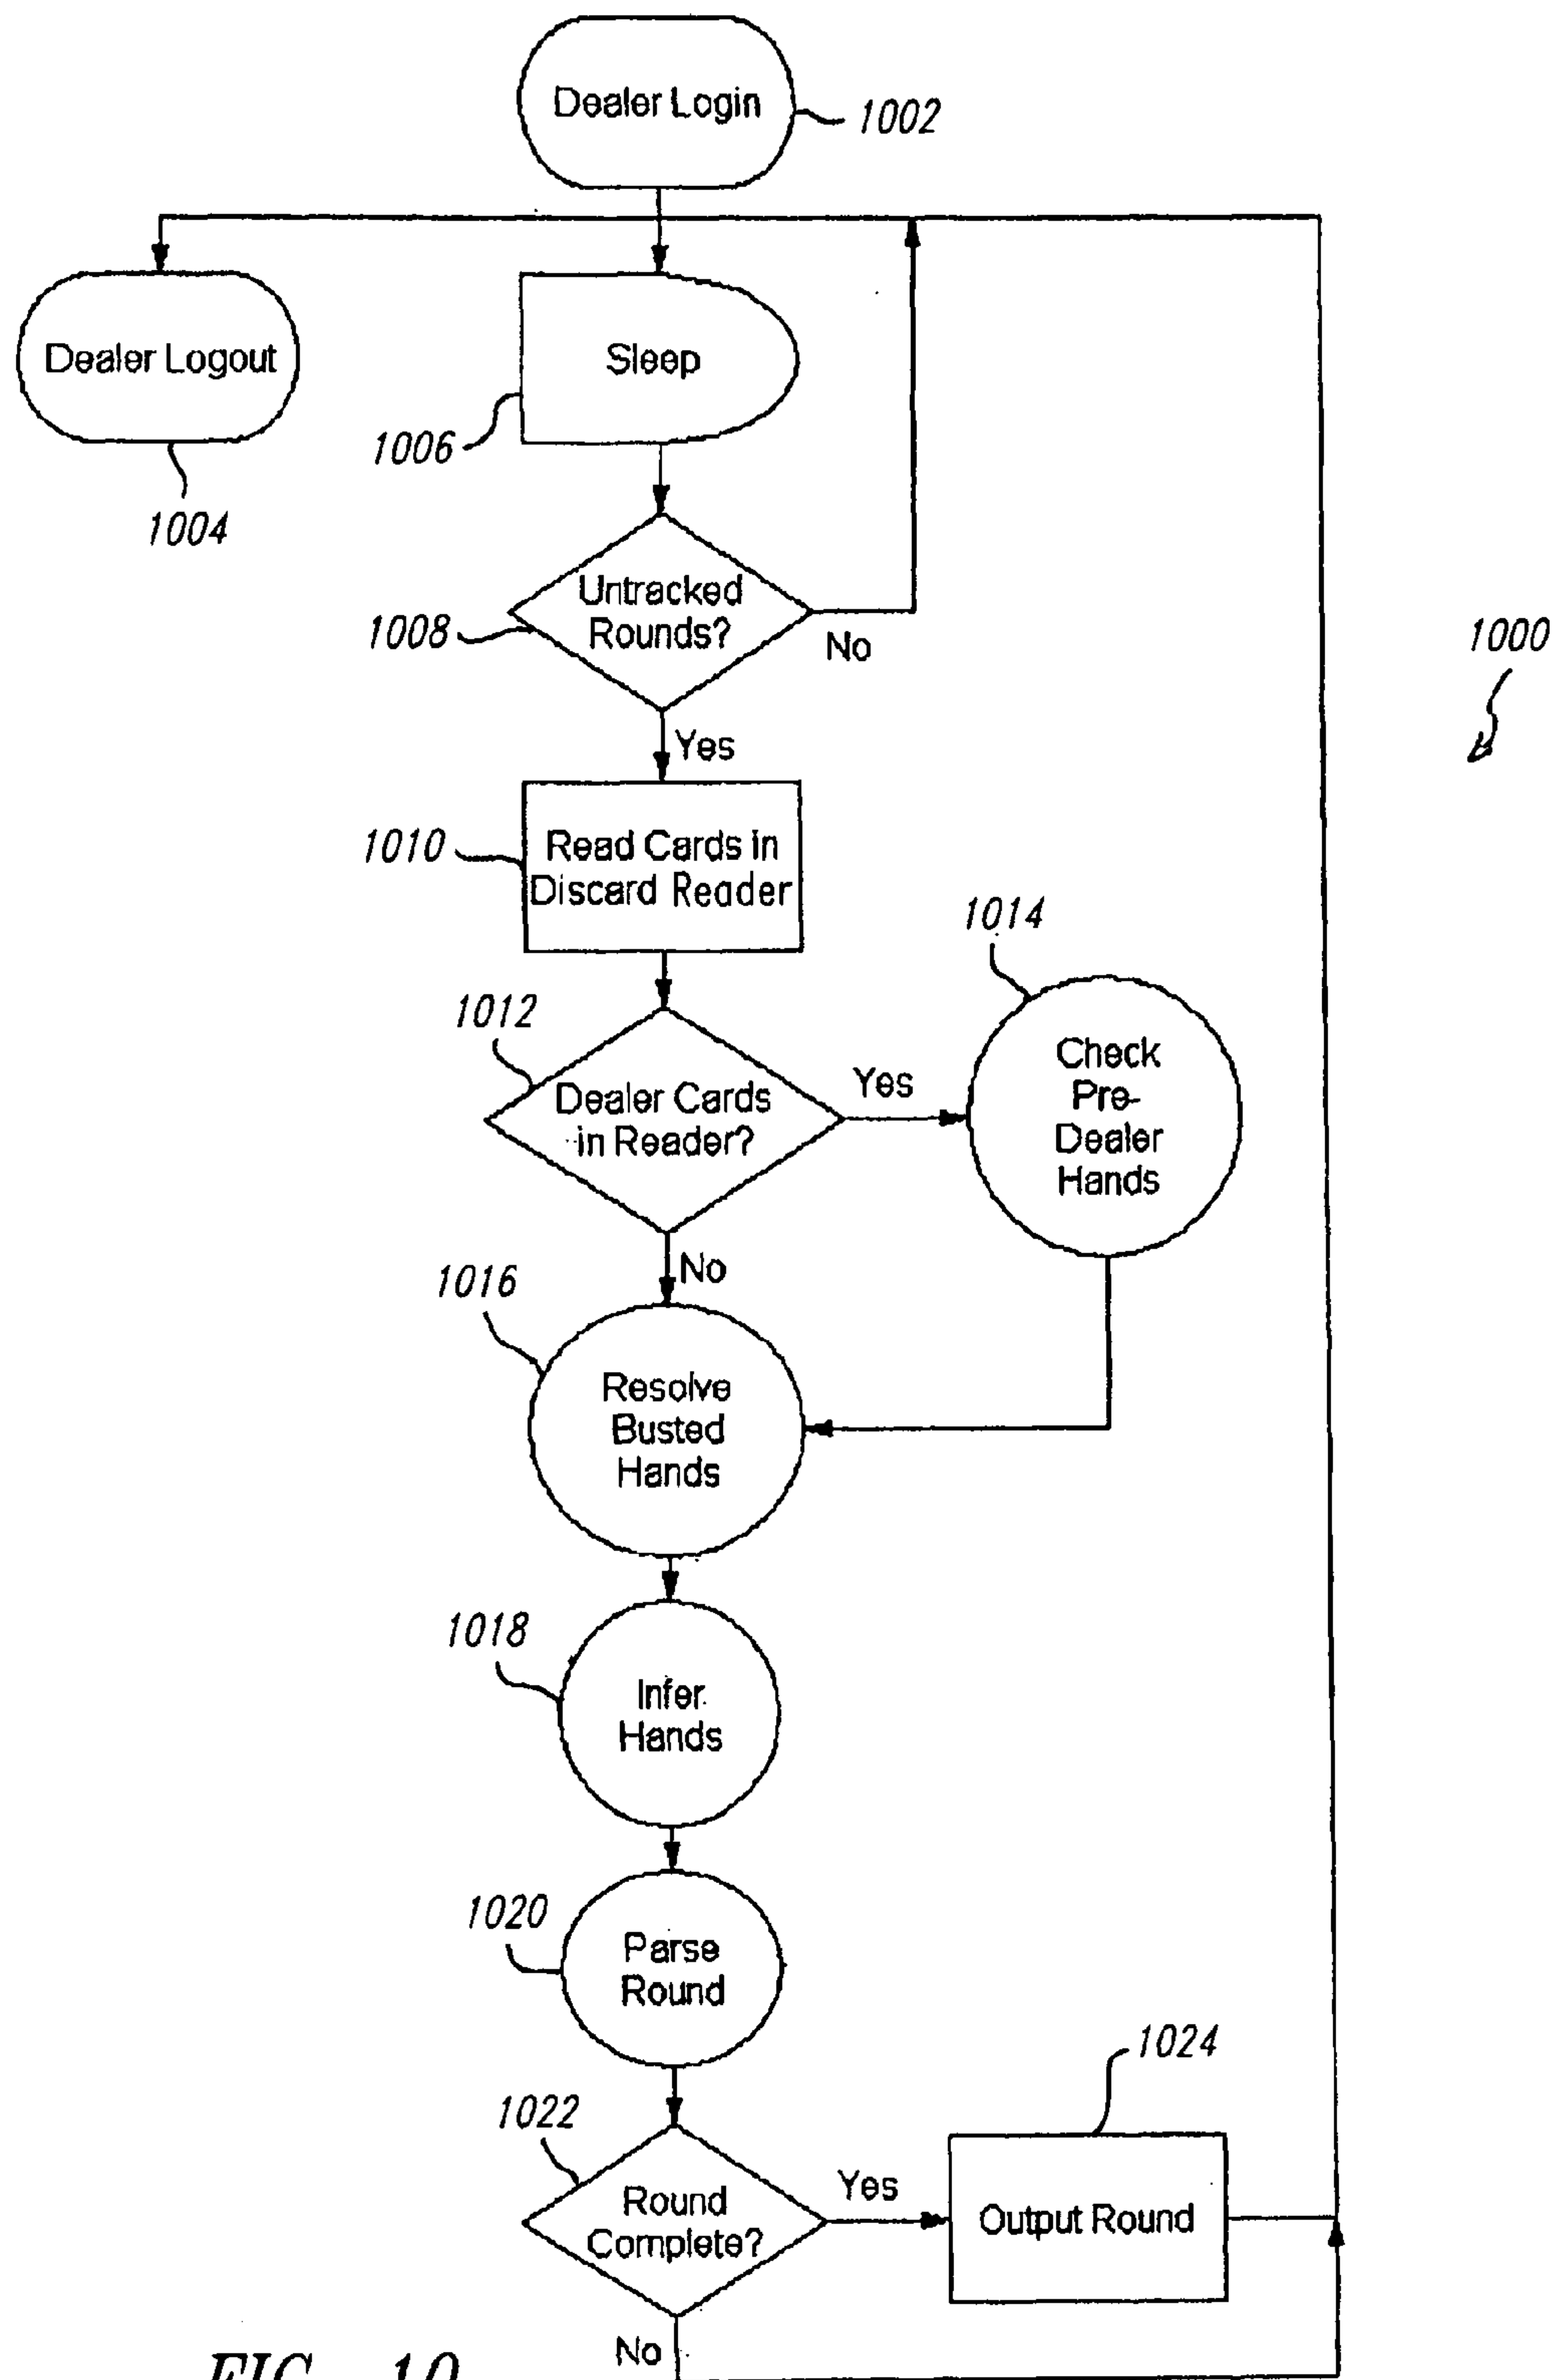 Dealer Login
1002
Dealer Logout
1004
Sleep
1006
Untracked
Rounds?
1008
No
1000
Yes
Read Cards in
Discard Reader
1010
1014
1012
Dealer Cards
in Reader?
Yes
Check
Pre-
Dealer
Hands
No
1016
Resolve
Busted
Hands
1018
Infer
Hands
1020
Parse
Round
1024
1022
Round
Complete?
Yes
Output Round
No
FIG. 10